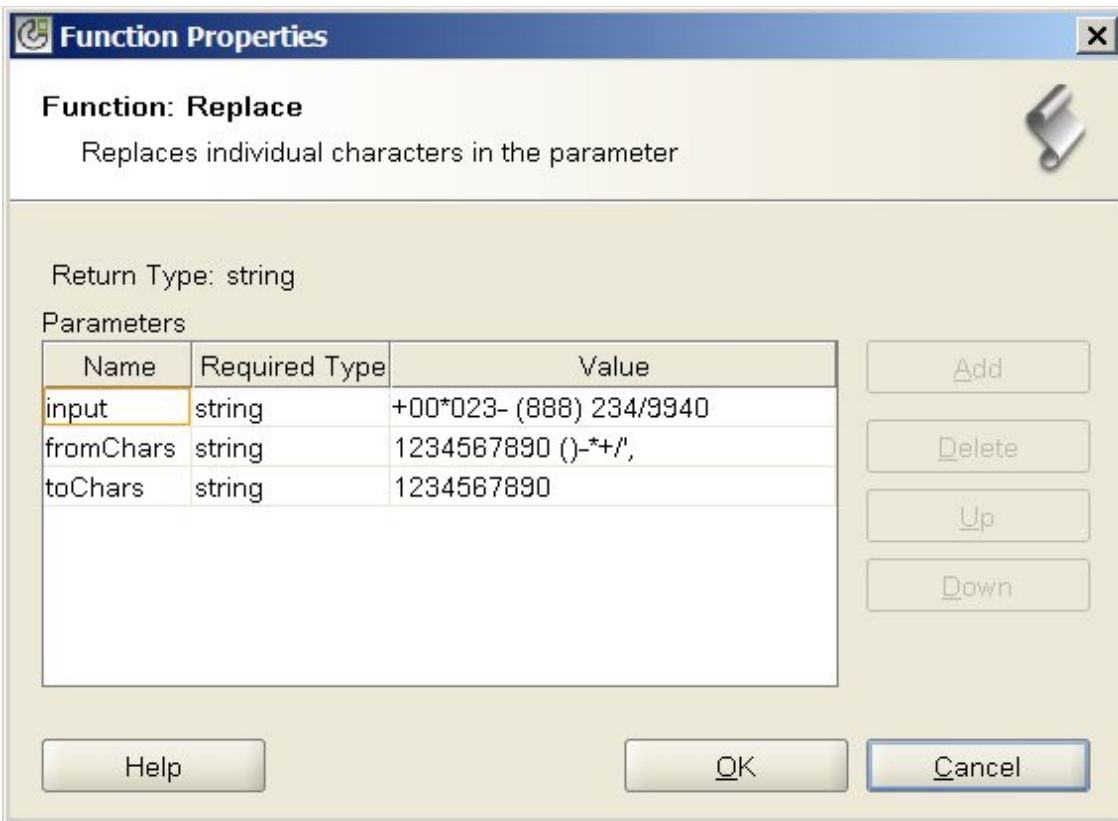 Function Properties
Function: Replace
Replaces individual characters in the parameter
Return Type: string
Parameters
Name Required Type Value
input string +00*023- (888) 234/9940
fromChars string 1234567890 ()-*+/',
toChars string 1234567890
Add
Delete
Up
Down
Help OK Cancel